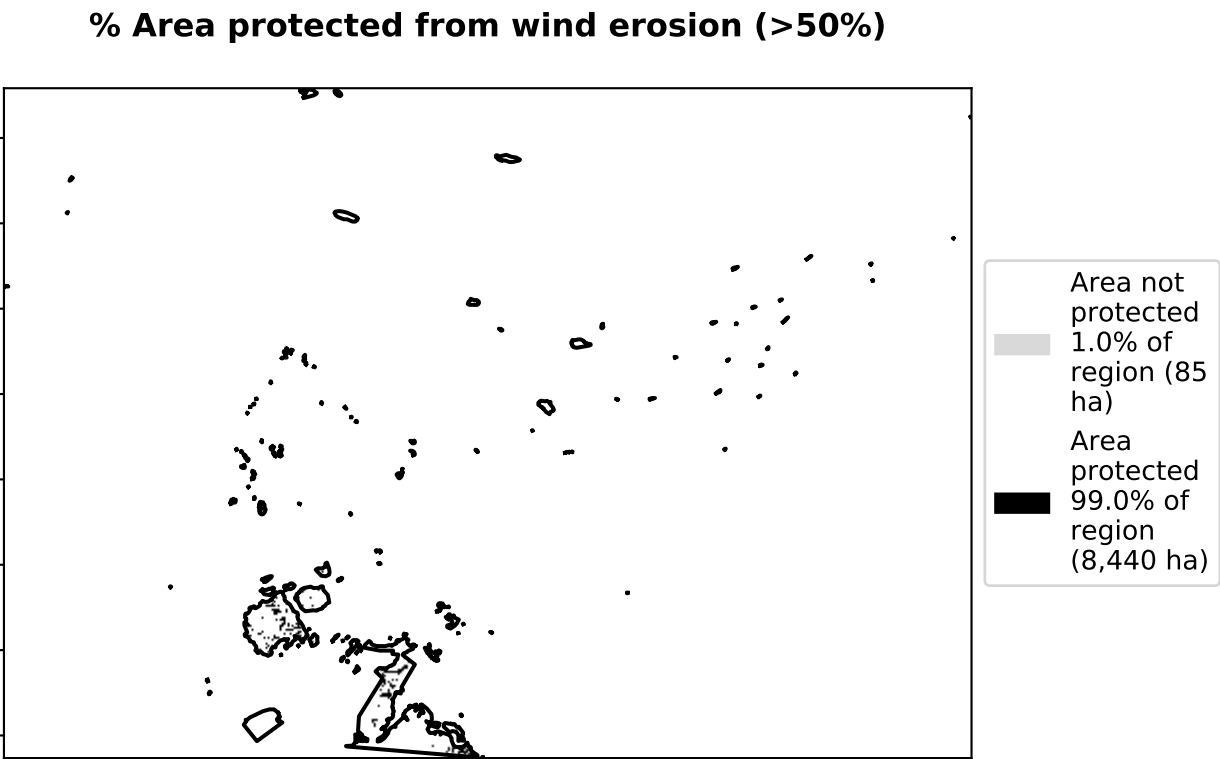 % Area protected from wind erosion (>50%)
Area not
protected
1.0% of
region (85
ha)
Area
protected
99.0% of
region
(8,440 ha)